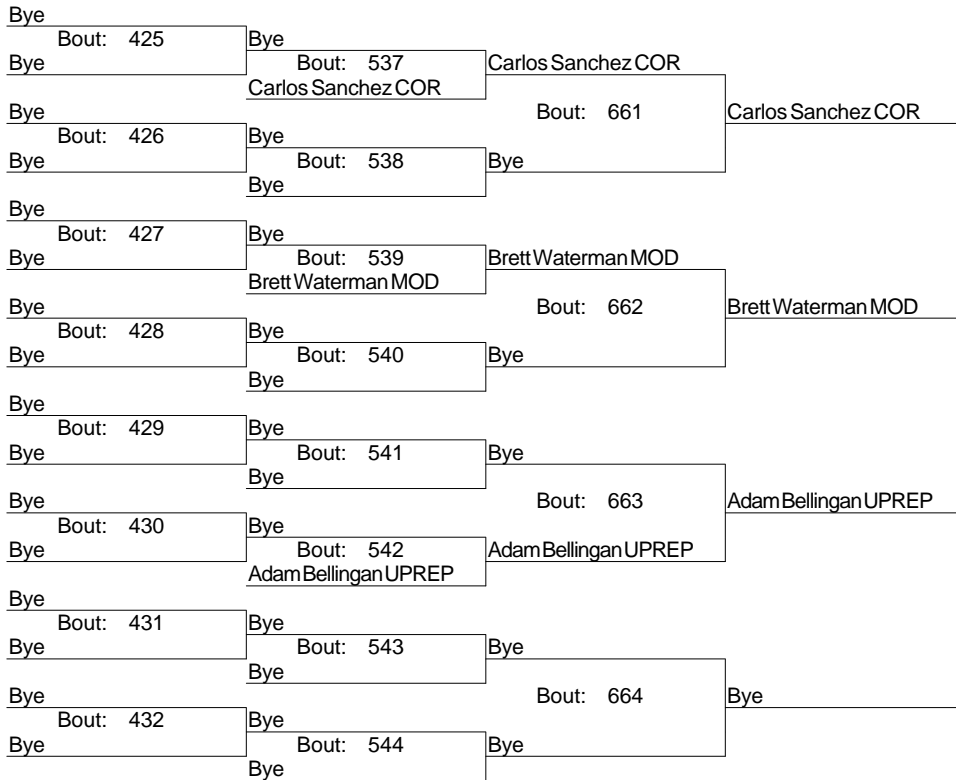 Bye
Bout: 425 Bye
Bye Bout: 537 Carlos Sanchez COR
Carlos Sanchez COR
Bye Bout: 661 Carlos Sanchez COR
Bout: 426 Bye
Bye Bout: 538 Bye
Bye
Bye
Bout: 427 Bye
Bye Bout: 539 Brett Waterman MOD
Brett Waterman MOD
Bye Bout: 662 Brett Waterman MOD
Bout: 428 Bye
Bye Bout: 540 Bye
Bye
Bye
Bout: 429 Bye
Bye Bout: 541 Bye
Bye
Bye Bout: 663 Adam Bellingan UPREP
Bout: 430 Bye
Bye Bout: 542 Adam Bellingan UPREP
Adam Bellingan UPREP
Bye
Bout: 431 Bye
Bye Bout: 543 Bye
Bye
Bye Bout: 664 Bye
Bout: 432 Bye
Bye Bout: 544 Bye
Bye